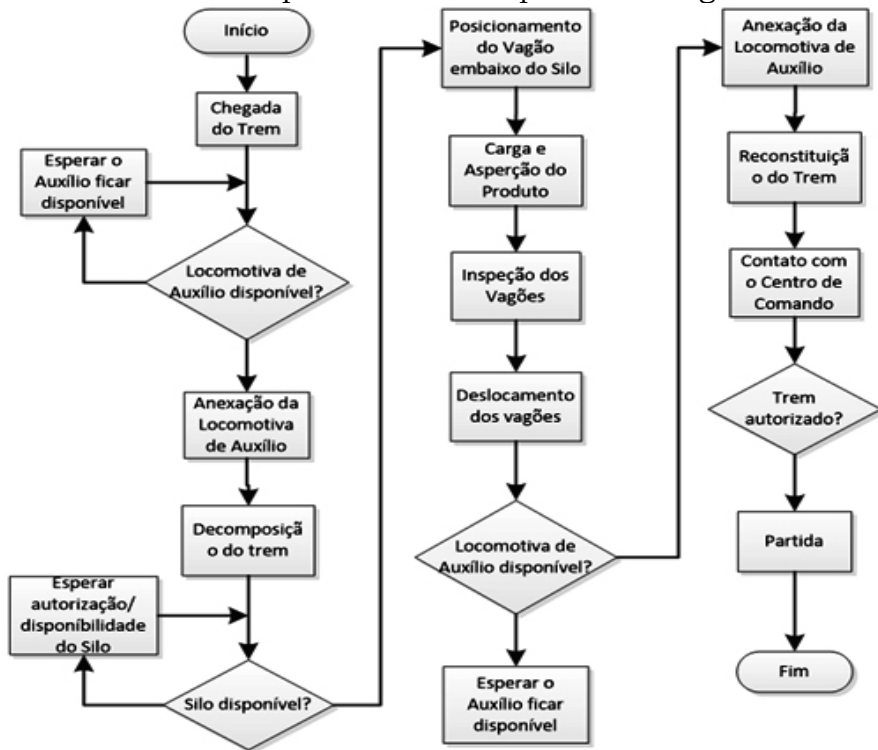 Início
Chegada
do Trem
Esperar o
Auxílio ficar
disponível
Locomotiva de
Auxílio disponível?
Anexação da
Locomotiva
de Auxílio
Decomposiçã
o do trem
Esperar
autorização/
disponíbilidade
do Silo
Silo disponível?
Posicionamento
do Vagão
embaixo do Silo
Carga e
Asperção do
Produto
Inspeção dos
Vagões
Deslocamento
dos vagões
Locomotiva de
Auxílio disponível?
Esperar o
Auxílio ficar
disponível
Anexação da
Locomotiva de
Auxílio
Reconstituiçã
o do Trem
Contato com
o Centro de
Comando
Trem
autorizado?
Partida
Fim